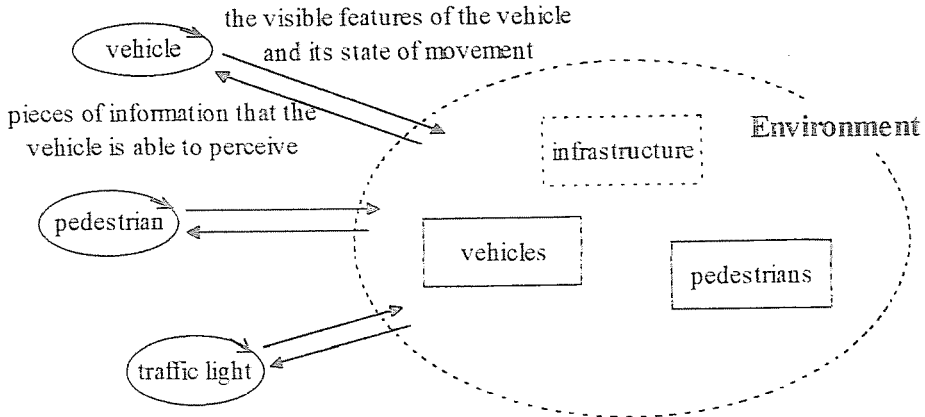 the visible features of the vehicle
and its state of movement
vehicle
pieces of information that the
vehicle is able to perceive
Environment
infrastructure
pedestrian
vehicles
pedestrians
traffic light